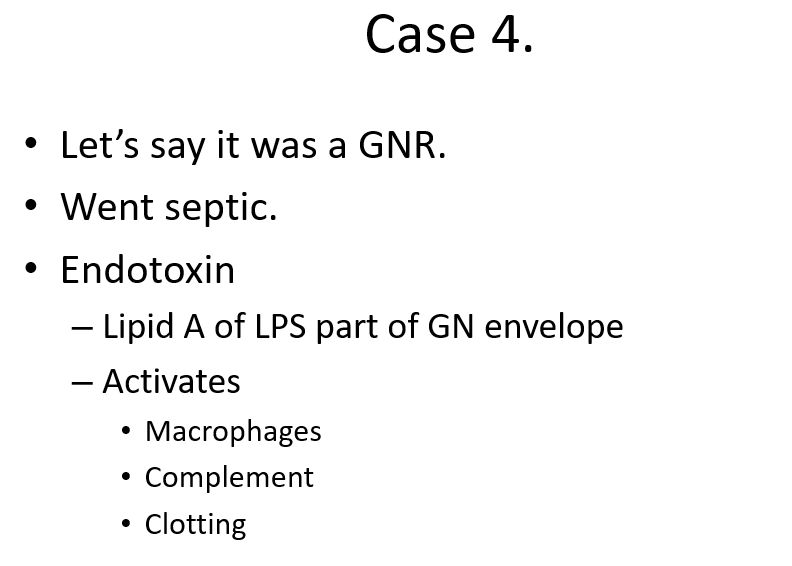 Case 4.
• Let’s say it was a GNR.
• Went septic.
• Endotoxin
– Lipid A of LPS part of GN envelope
– Activates
• Macrophages
• Complement
• Clotting